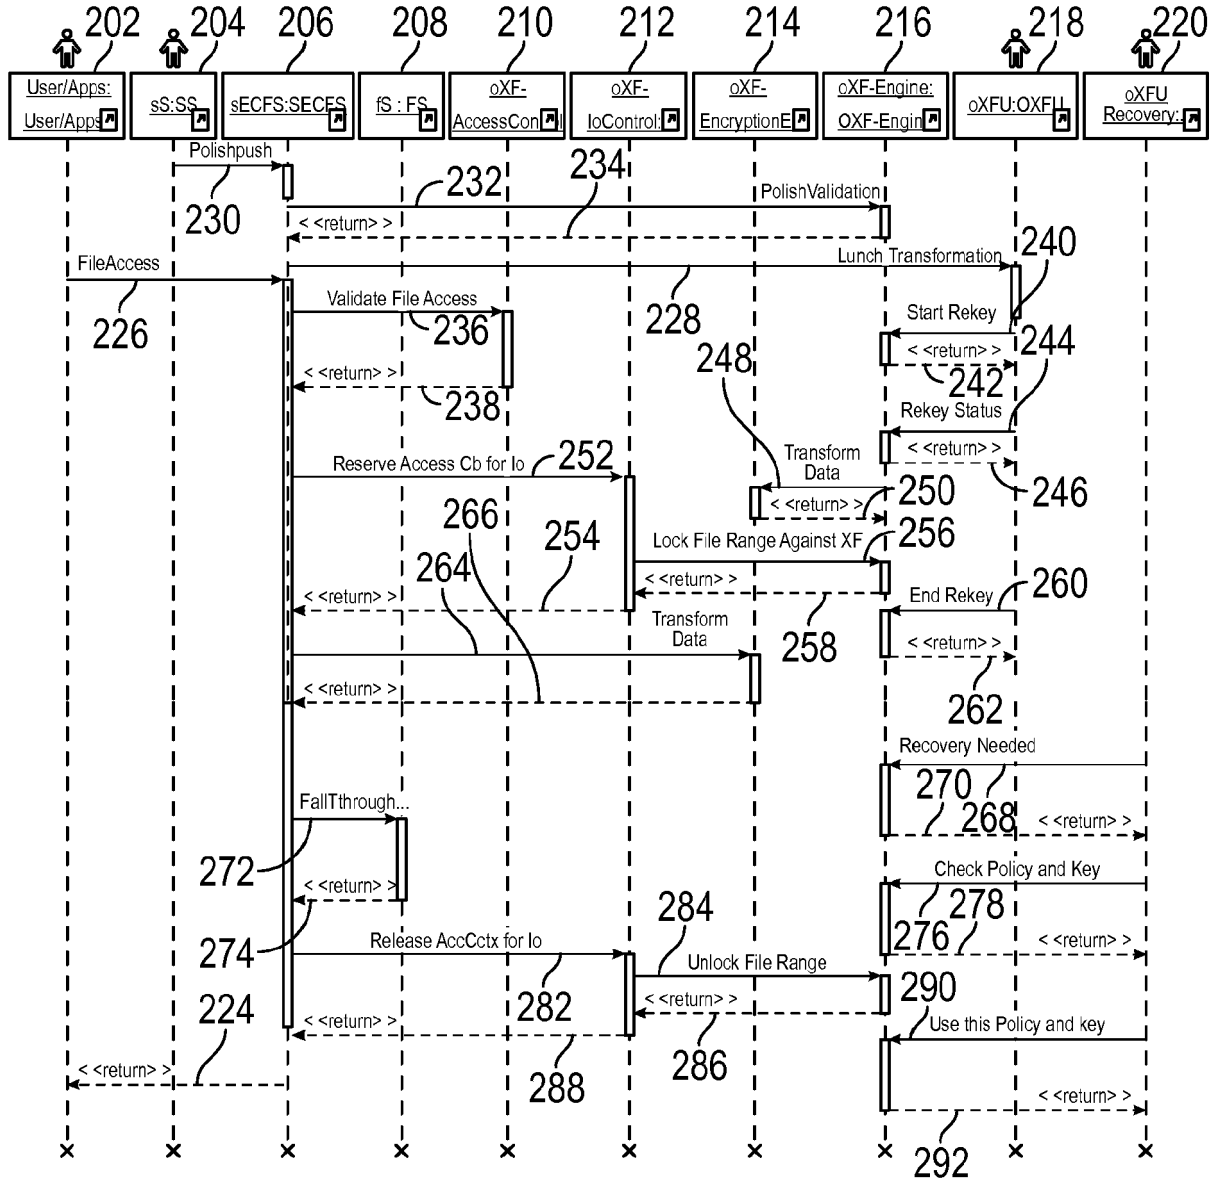 202 204 206 208 210 212 214 216 218 220
User/Apps: oXF- oXF- oXF- oXF-Engine: oXFU
sS:SS sECFS:SECFS fS : FS oXFU:OXFU
User/Apps IoControl: EncryptionE OXF-Engin Recovery:
Polishpush
230 232 234 PolishValidation
< <return> >
240
FileAccess Lunch Transformation
226 Validate File Access 228 Start Rekey
236 248 < <return> > 244
< <return> > 242
238 Rekey Status
Reserve Access Cb for Io 252 Transform < <return> >
Data 246
266 < <return> > 250
254 Lock File Range Against XF 256
264 < <return> >
< <return> > End Rekey 260
Transform 258 < <return> >
Data
< <return> > 262
Recovery Needed
270 268
FallTthrough... < <return> >
272 Check Policy and Key
< <return> > 276 278
274 284
Release AccCctx for Io Unlock File Range
224 282 < <return> > 290
< <return> > 286 Use this Policy and key
< <return> > 288
< <return> >
292